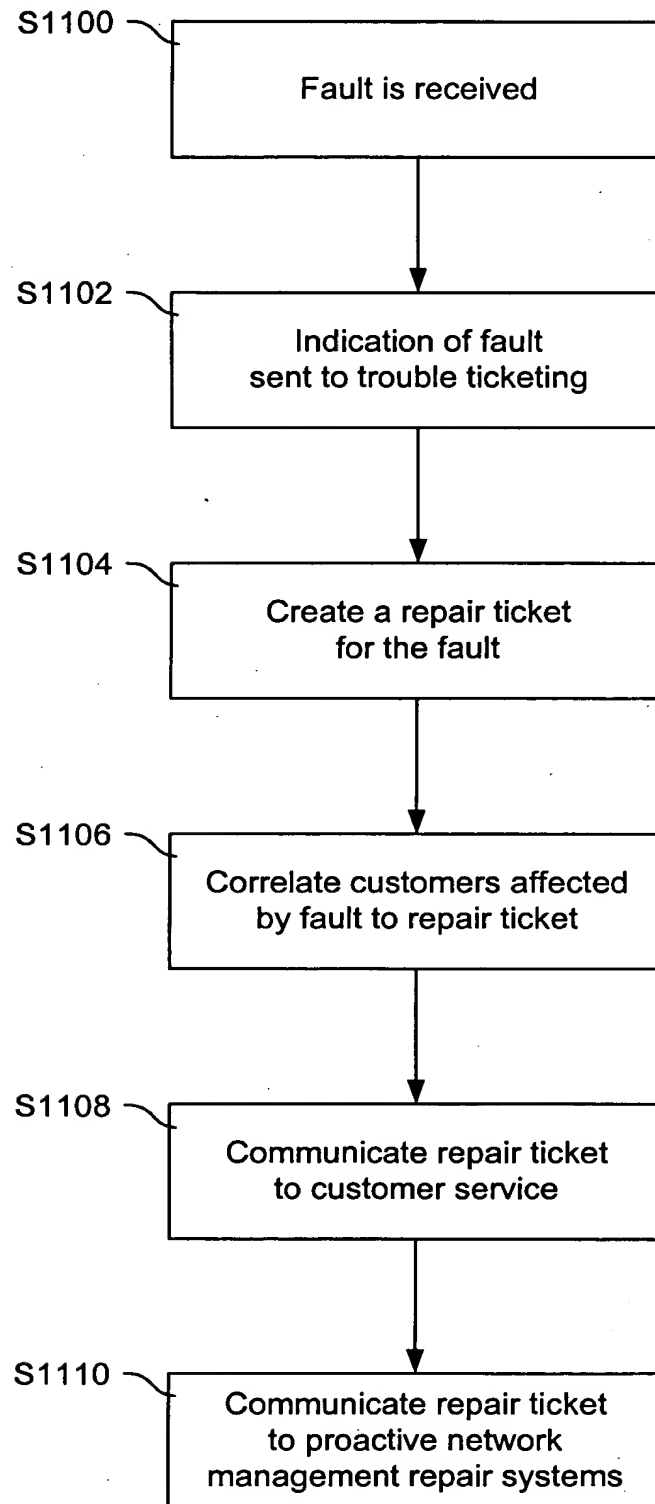 S1100
Fault is received
S1102
Indication of fault
sent to trouble ticketing
S1104
Create a repair ticket
for the fault
S1106
Correlate customers affected
by fault to repair ticket
S1108
Communicate repair ticket
to customer service
S1110
Communicate repair ticket
to proactive network
management repair systems